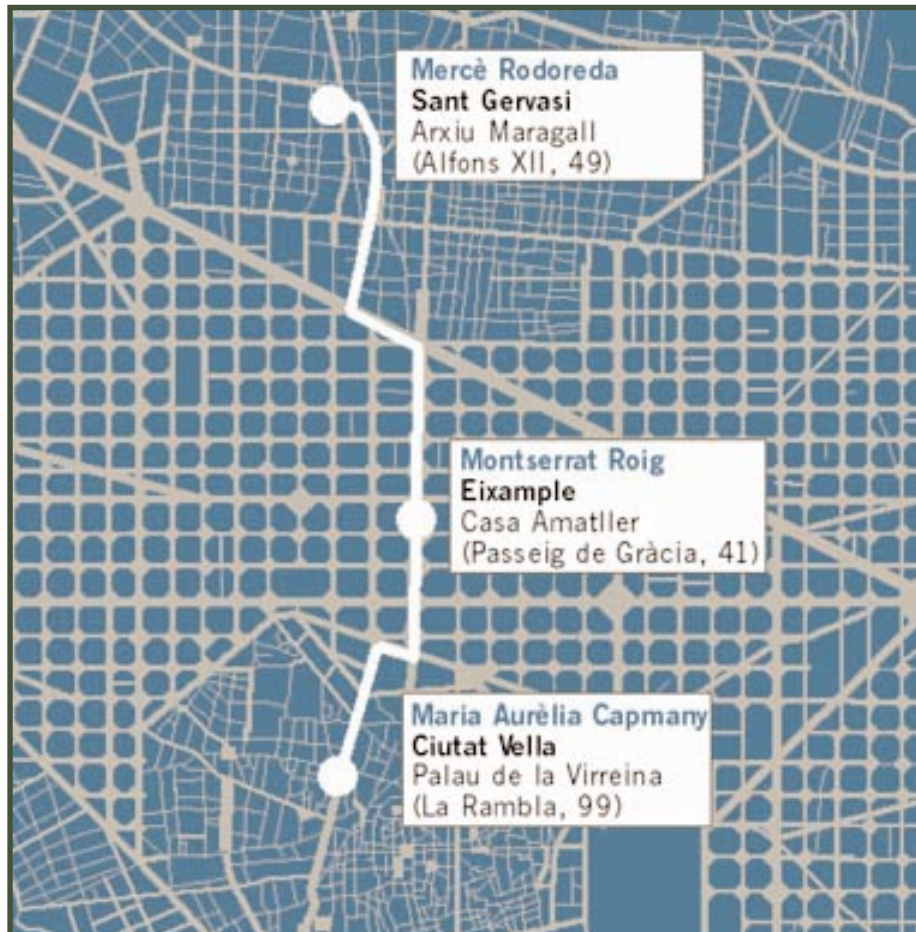 Mercè Rodoreda
Sant Gervasi
Arxiu Maragall
(Alfons XII, 49)
Montserrat Roig
Eixample
Casa Amatller
(Passeig de Gràcia, 41)
Maria Aurèlia Capmany
Ciutat Vella
Palau de la Virreina
(La Rambla, 99)